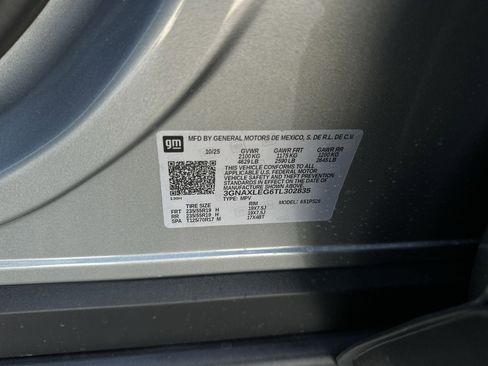 gm
MFD BY GENERAL MOTORS DE MEXICO, S. DE R.L. DE C.V.
10/25 GVWR GAWR FRT GAWR RR
2100 KG 1175 KG 1200 KG
4629 LB 2590 LB 2645 LB
THIS VEHICLE CONFORMS TO ALL
APPLICABLE U.S. FEDERAL MOTOR
VEHICLE SAFETY AND THEFT PREVENTION
STANDARDS IN EFFECT ON THE DATE OF
MANUFACTURE SHOWN ABOVE.
3GNAXLEG6TL302835
TYPE: MPV MODEL:
TIRE SIZE RIM
FRT 235/55R19 H 19X7.5J
RR 235/55R19 H 19X7.5J
SPA T125/70R17 M 17X4BT